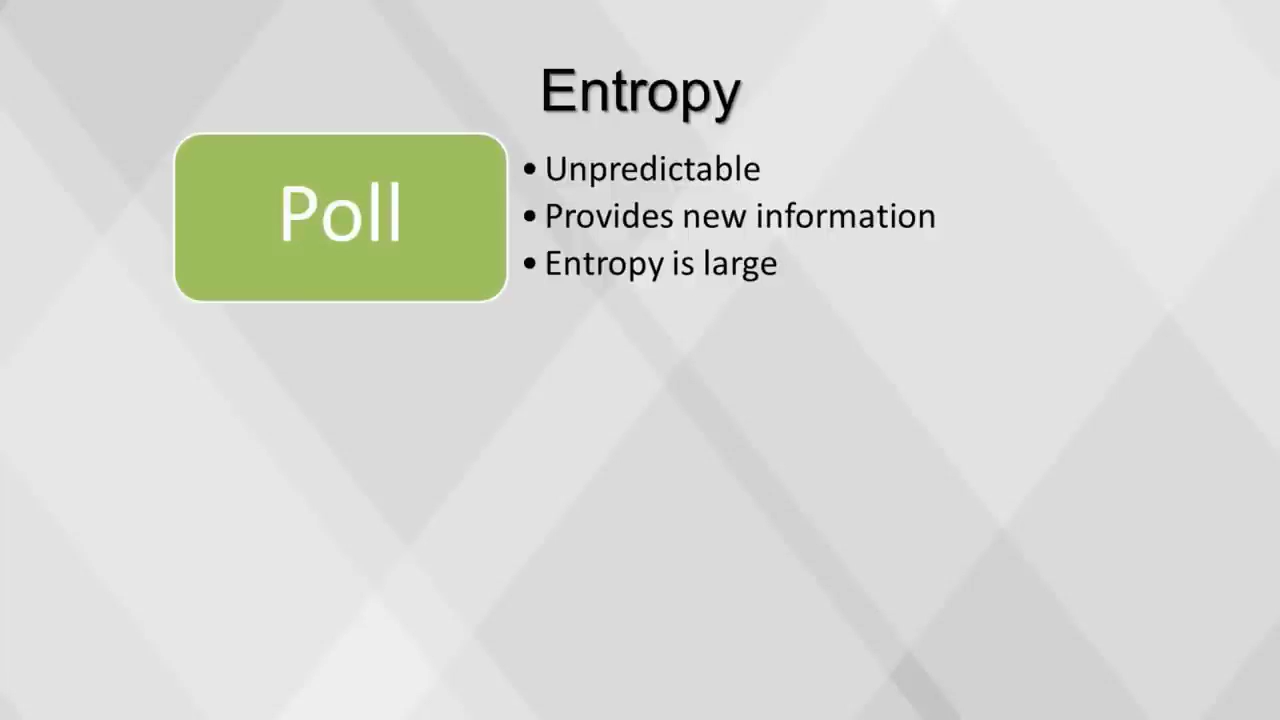 Entropy
Poll
• Unpredictable
• Provides new information
• Entropy is large